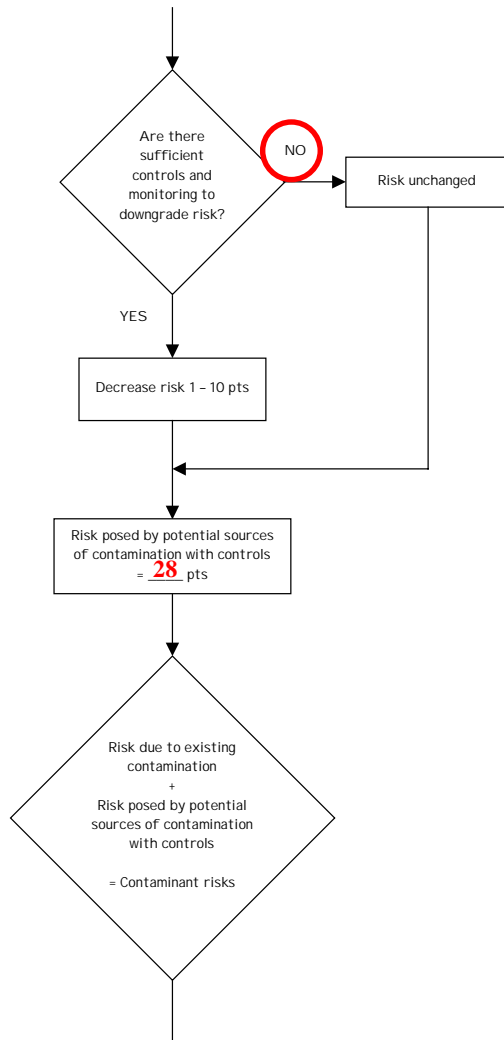 Are there
sufficient
controls and
monitoring to
downgrade risk?
NO
Risk unchanged
YES
Decrease risk 1 – 10 pts
Risk posed by potential sources
of contamination with controls
= 28 pts
Risk due to existing
contamination
+
Risk posed by potential
sources of contamination
with controls
= Contaminant risks